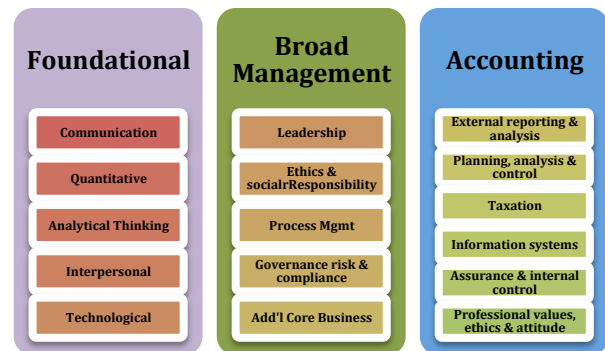 Foundational
Communication
Quantitative
Analytical Thinking
Interpersonal
Technological
Broad
Management
Leadership
Ethics &
socialrResponsibility
Process Mgmt
Governance risk &
compliance
Add'l Core Business
Accounting
External reporting &
analysis
Planning, analysis &
control
Taxation
Information systems
Assurance & internal
control
Professional values,
ethics & attitude